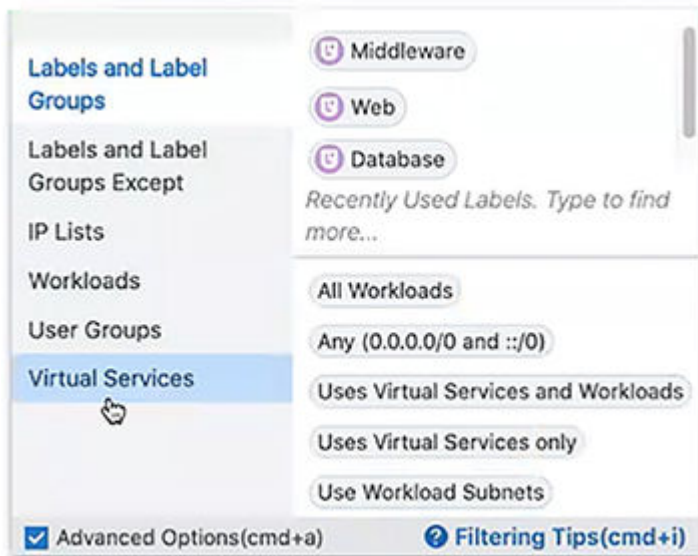 Labels and Label
Groups
Labels and Label
Groups Except
IP Lists
Workloads
User Groups
Virtual Services
Middleware
Web
Database
Recently Used Labels. Type to find
more...
All Workloads
Any (0.0.0.0/0 and ::/0)
Uses Virtual Services and Workloads
Uses Virtual Services only
Use Workload Subnets
Advanced Options(cmd+a)
Filtering Tips(cmd+i)